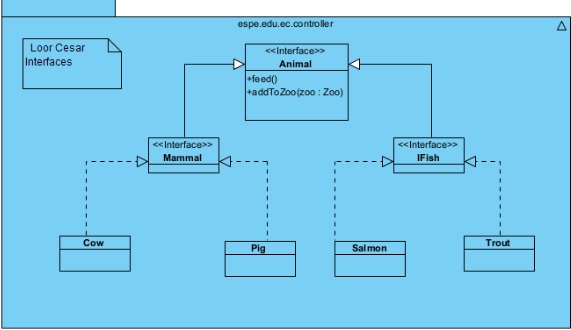 espe.edu.ec.controller
Loor Cesar
Interfaces
<<Interface>>
Animal
+feed()
+addToZoo(zoo : Zoo)
<<Interface>>
Mammal
<<Interface>>
IFish
Cow
Pig
Salmon
Trout